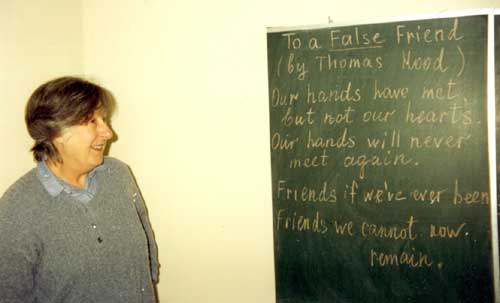 To a False Friend
(by Thomas Hood)
Our hands have met
but not our heart's.
Our hands will never
meet again.
Friends if we've ever been
Friends we cannot now.
remain.